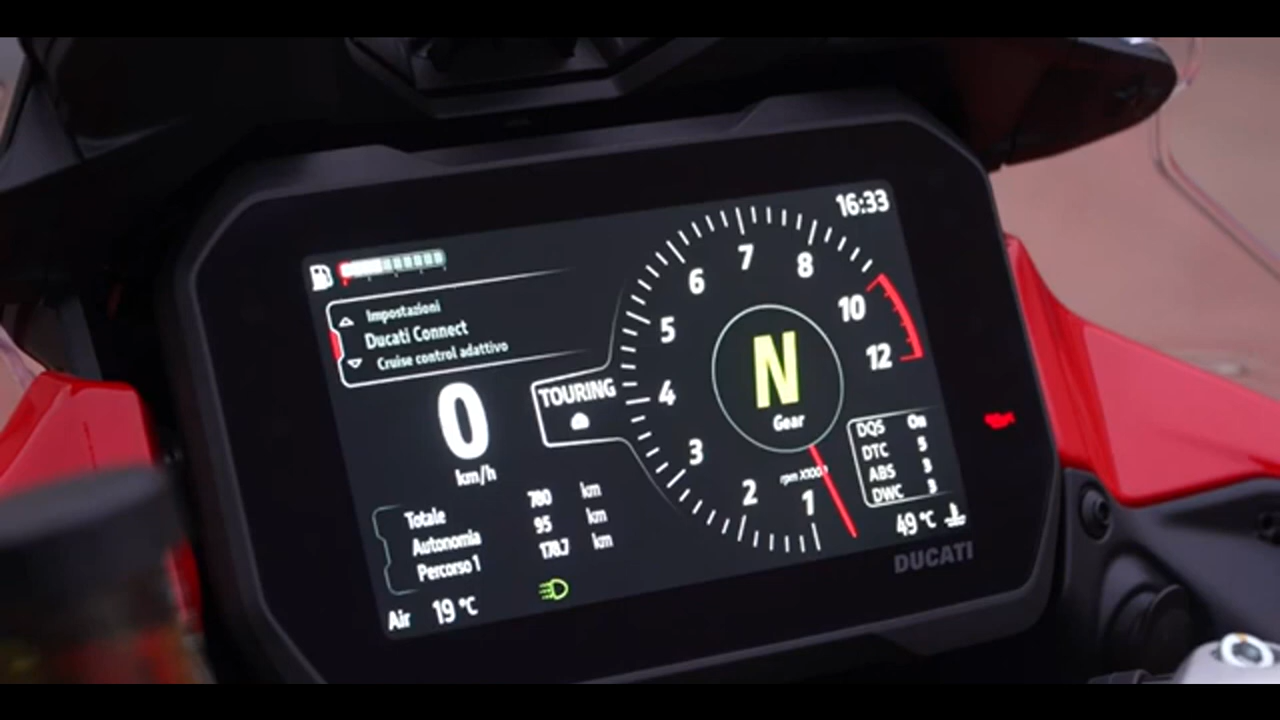 16:33
Impostazioni
Ducati Connect
Cruise control adattivo
0
km/h
TOURING
1 2 3 4 5 6 7 8 10 12
N
Gear
rpm X1000
DQS On
DTC 5
ABS 3
DWC 3
Totale 780 km
Autonomia 95 km
Percorso 1 178.7 km
Air 19 °C
49 °C
DUCATI